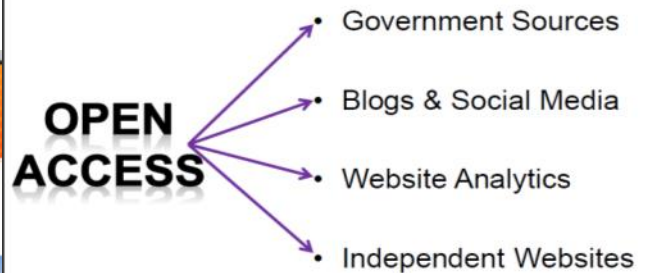 OPEN
ACCESS
• Government Sources
• Blogs & Social Media
• Website Analytics
• Independent Websites